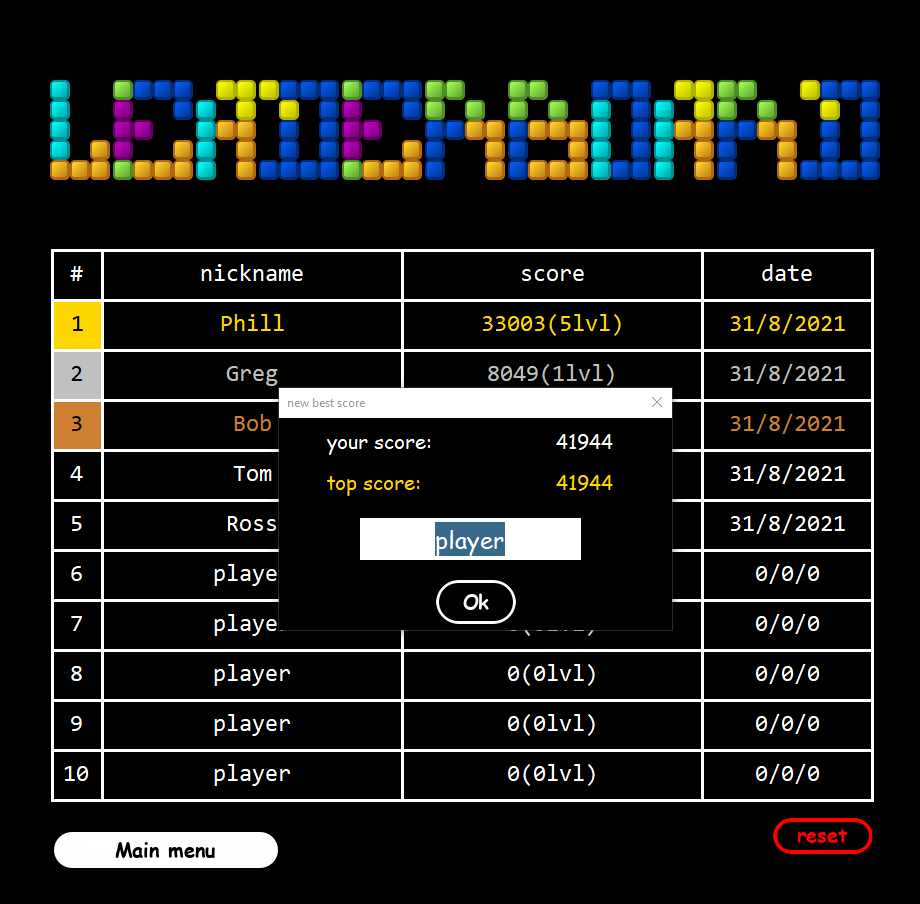 LEADERBOARD
# nickname score date
1 Phill 33003(5lvl) 31/8/2021
2 Greg 8049(1lvl) 31/8/2021
3 Bob 31/8/2021
4 Tom 31/8/2021
5 Ross 31/8/2021
6 playe 0/0/0
7 playe 0/0/0
8 player 0(0lvl) 0/0/0
9 player 0(0lvl) 0/0/0
10 player 0(0lvl) 0/0/0
new best score
your score: 41944
top score: 41944
player
Ok
Main menu
reset